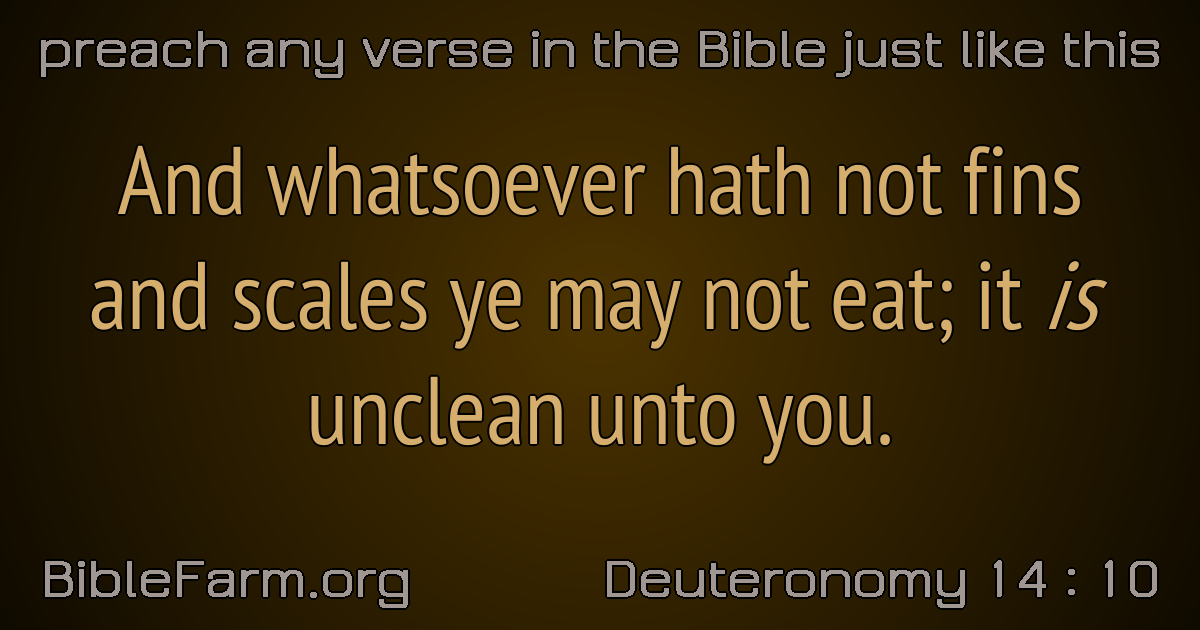 preach any verse in the Bible just like this
And whatsoever hath not fins
and scales ye may not eat; it is
unclean unto you.
BibleFarm.org
Deuteronomy 14 : 10